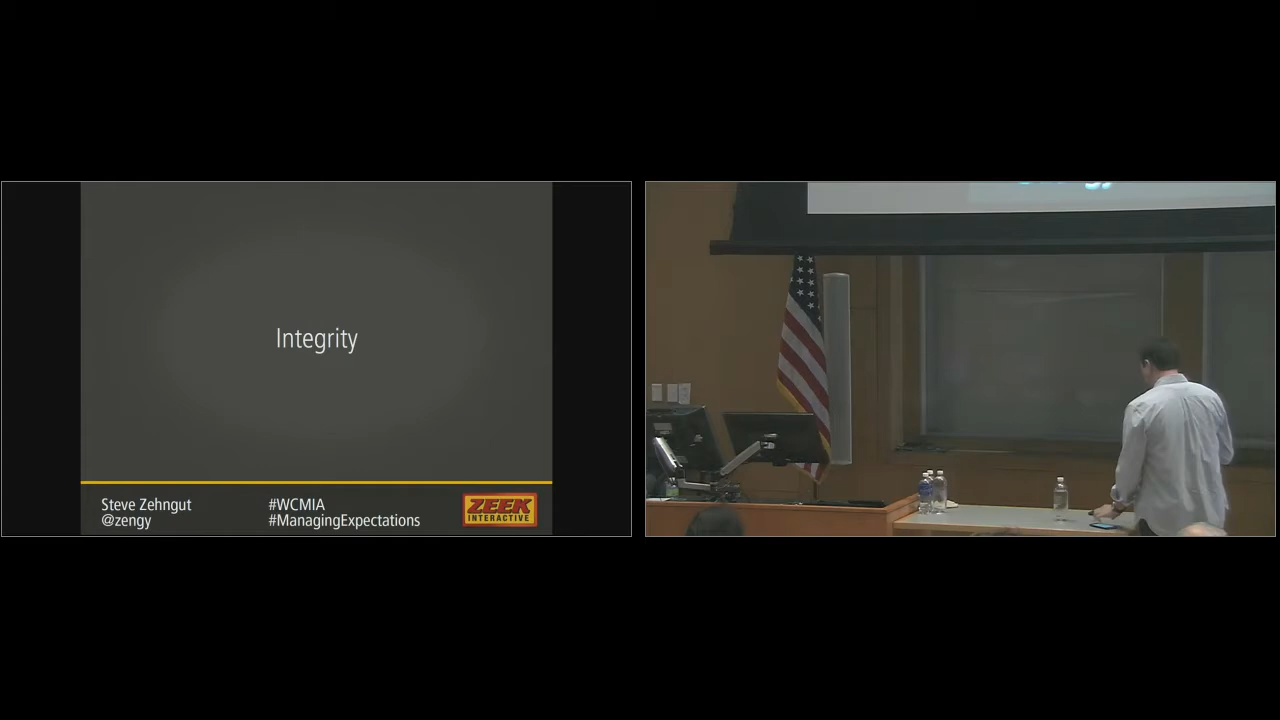 Integrity
Steve Zehngut
@zengy
#WCMIA
#ManagingExpectations
ZEEK
INTERACTIVE